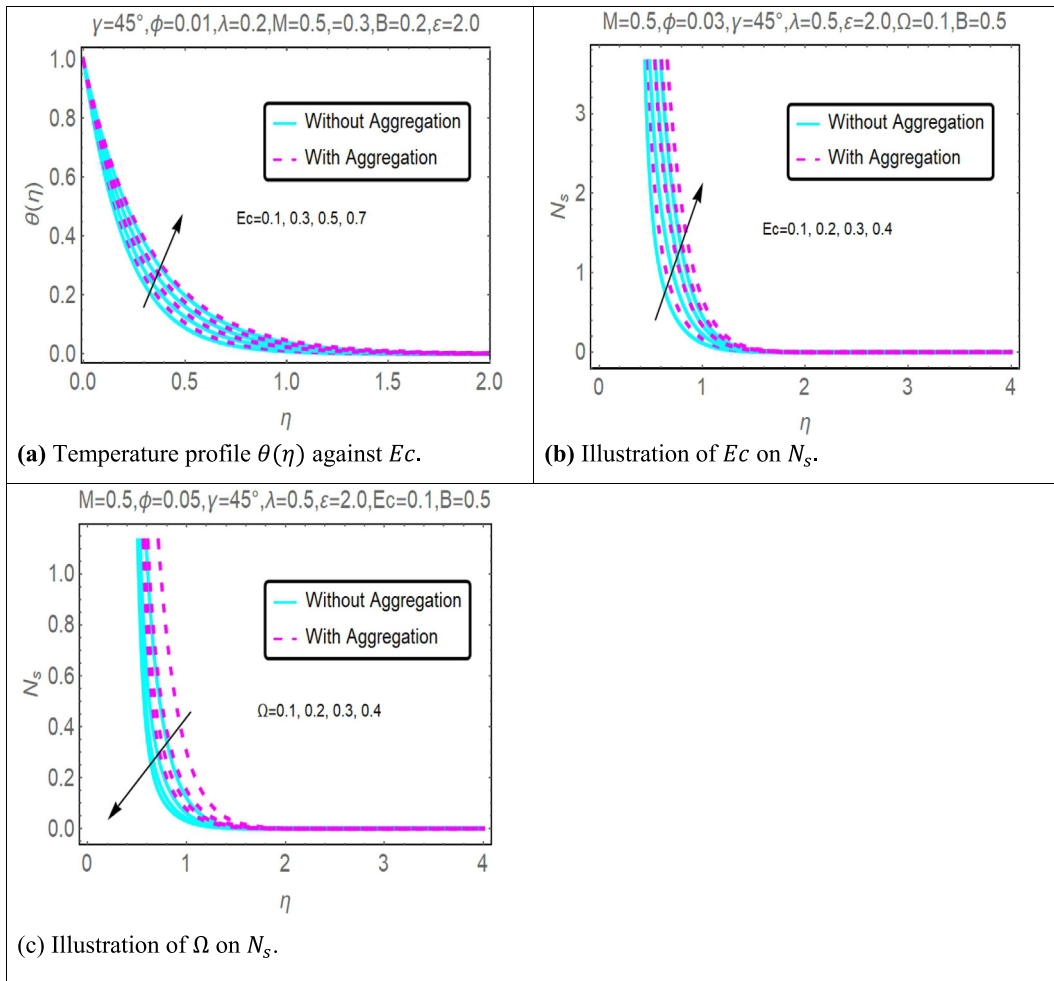 γ=45°,ϕ=0.01,λ=0.2,M=0.5,=0.3,B=0.2,ε=2.0
1.0
0.8
0.6
0.4
0.2
0.0
θ(η)
Without Aggregation
With Aggregation
Ec=0.1, 0.3, 0.5, 0.7
0.0 0.5 1.0 1.5 2.0
η
(a) Temperature profile θ(η) against Ec.
M=0.5,ϕ=0.03,γ=45°,λ=0.5,ε=2.0,Ω=0.1,B=0.5
3
2
1
0
Ns
Without Aggregation
With Aggregation
Ec=0.1, 0.2, 0.3, 0.4
0 1 2 3 4
η
(b) Illustration of Ec on Ns.
M=0.5,ϕ=0.05,γ=45°,λ=0.5,ε=2.0,Ec=0.1,B=0.5
1.0
0.8
0.6
0.4
0.2
0.0
Ns
Without Aggregation
With Aggregation
Ω=0.1, 0.2, 0.3, 0.4
0 1 2 3 4
η
(c) Illustration of Ω on Ns.